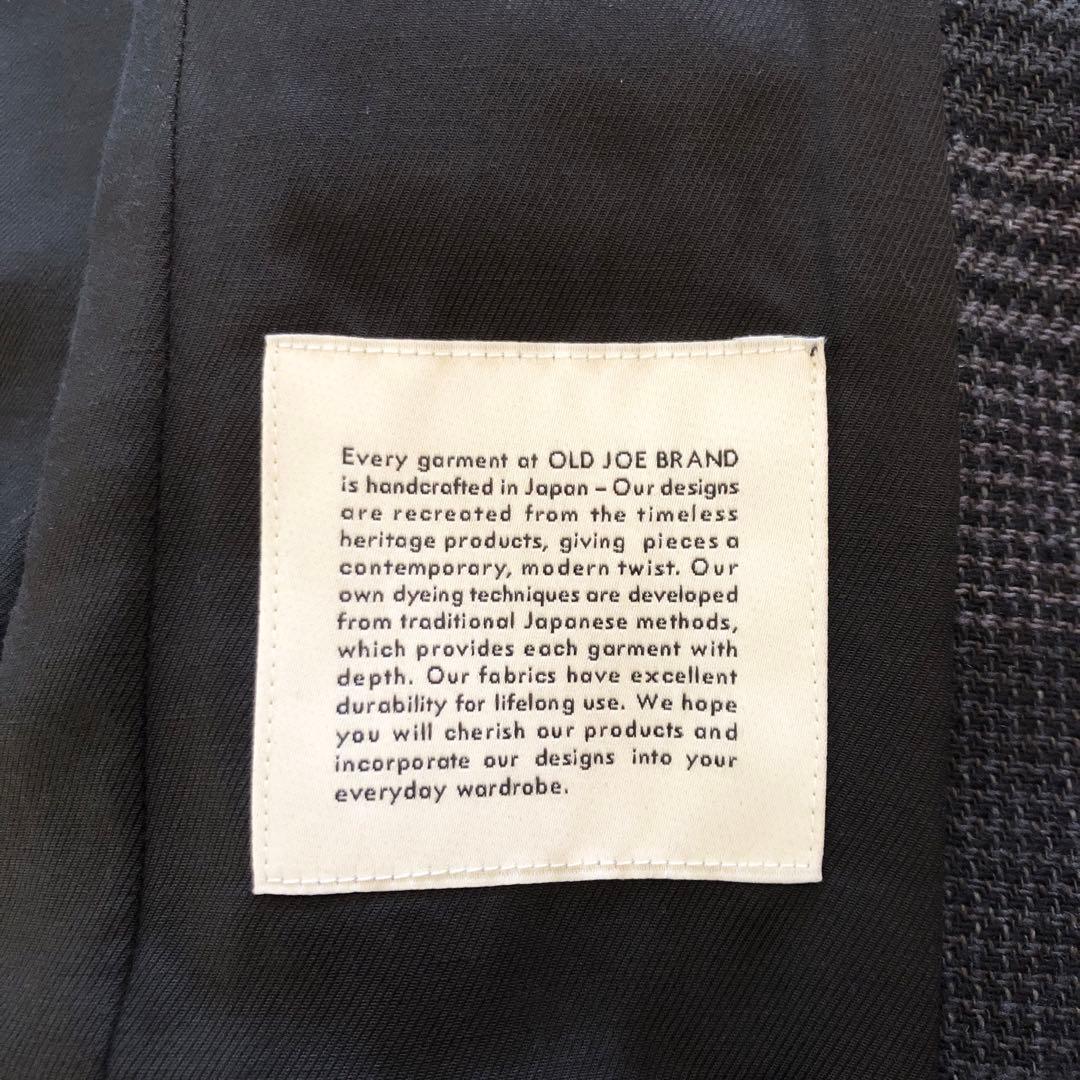 Every garment at OLD JOE BRAND
is handcrafted in Japan – Our designs
are recreated from the timeless
heritage products, giving pieces a
contemporary, modern twist. Our
own dyeing techniques are developed
from traditional Japanese methods,
which provides each garment with
depth. Our fabrics have excellent
durability for lifelong use. We hope
you will cherish our products and
incorporate our designs into your
everyday wardrobe.